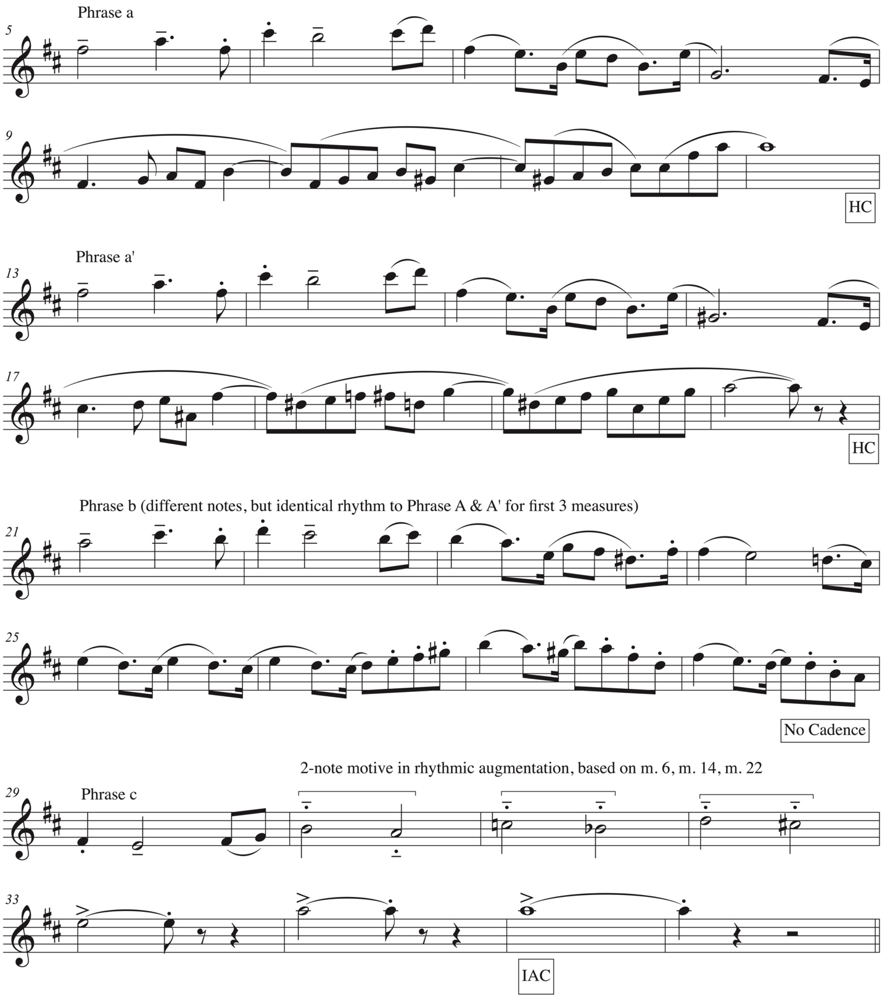 Phrase a
5
9
HC
Phrase a'
13
17
HC
Phrase b (different notes, but identical rhythm to Phrase A & A' for first 3 measures)
21
25
No Cadence
2-note motive in rhythmic augmentation, based on m. 6, m. 14, m. 22
29
Phrase c
33
IAC